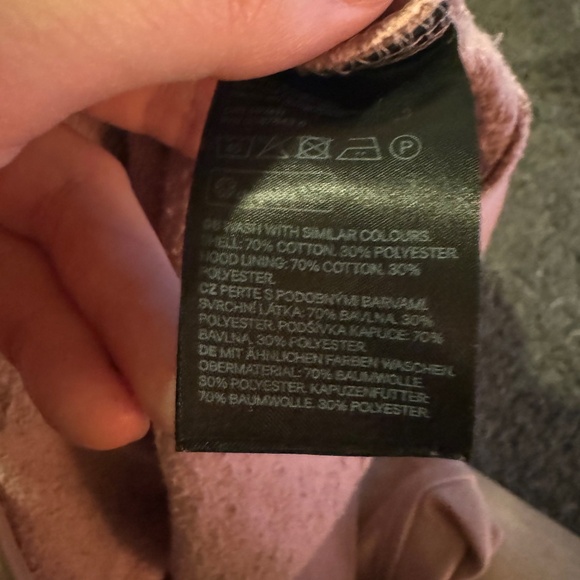 P
GB WASH WITH SIMILAR COLOURS.
SHELL: 70% COTTON. 30% POLYESTER.
HOOD LINING: 70% COTTON. 30%
POLYESTER.
CZ PERTE S PODOBNÝMI BARVAMI.
SVRCHNÍ LÁTKA: 70% BAVLNA. 30%
POLYESTER. PODŠÍVKA KAPUCE: 70%
BAVLNA. 30% POLYESTER.
DE MIT ÄHNLICHEN FARBEN WASCHEN.
OBERMATERIAL: 70% BAUMWOLLE.
30% POLYESTER. KAPUZENFUTTER:
70% BAUMWOLLE. 30% POLYESTER.